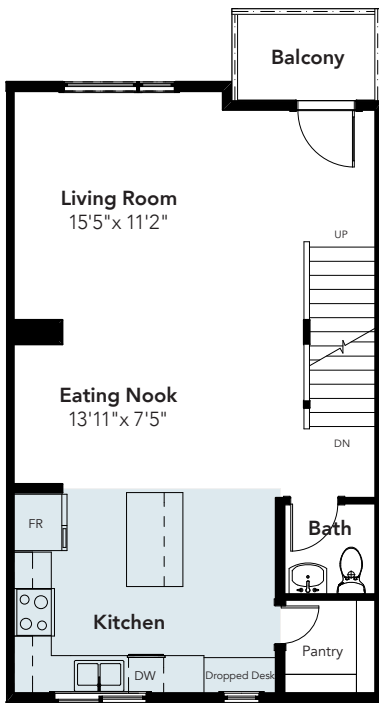 Balcony
Living Room
15'5"x 11'2"
UP
Eating Nook
13'11"x 7'5"
DN
FR
Bath
Kitchen
Pantry
DW
Dropped Desk